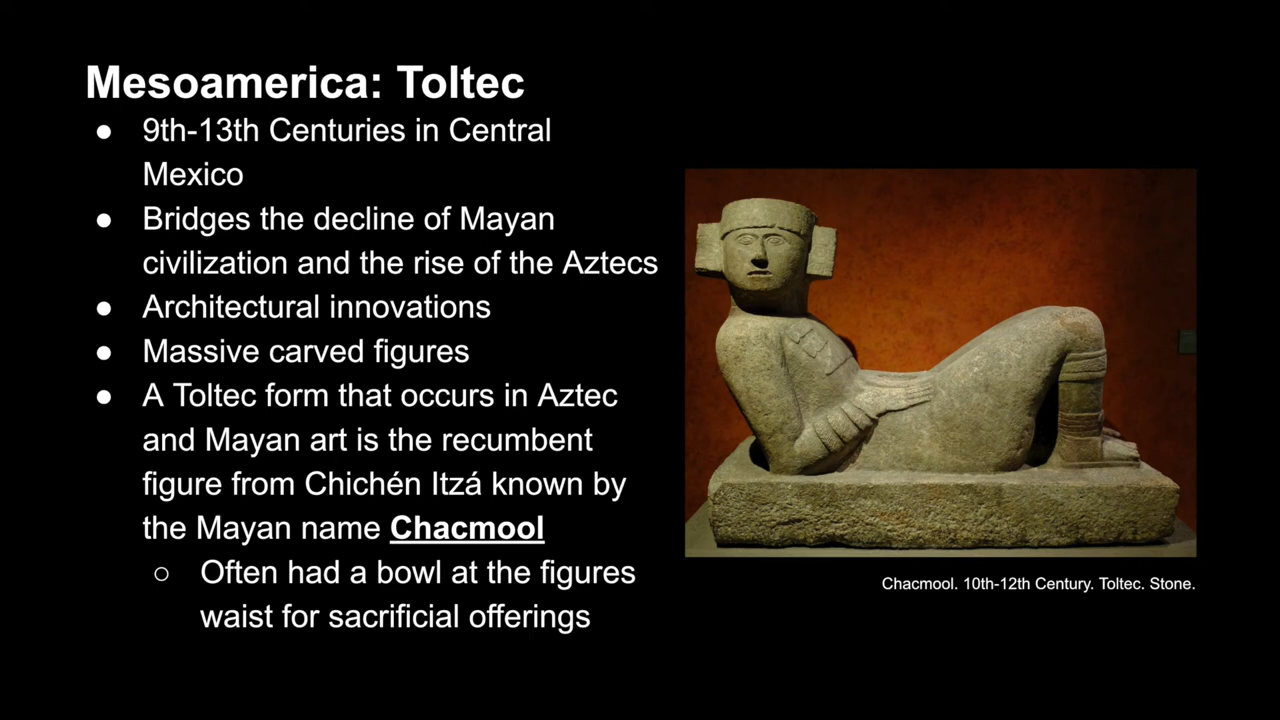 Mesoamerica: Toltec
● 9th-13th Centuries in Central
Mexico
● Bridges the decline of Mayan
civilization and the rise of the Aztecs
● Architectural innovations
● Massive carved figures
● A Toltec form that occurs in Aztec
and Mayan art is the recumbent
figure from Chichén Itzá known by
the Mayan name Chacmool
○ Often had a bowl at the figures
waist for sacrificial offerings
Chacmool. 10th-12th Century. Toltec. Stone.